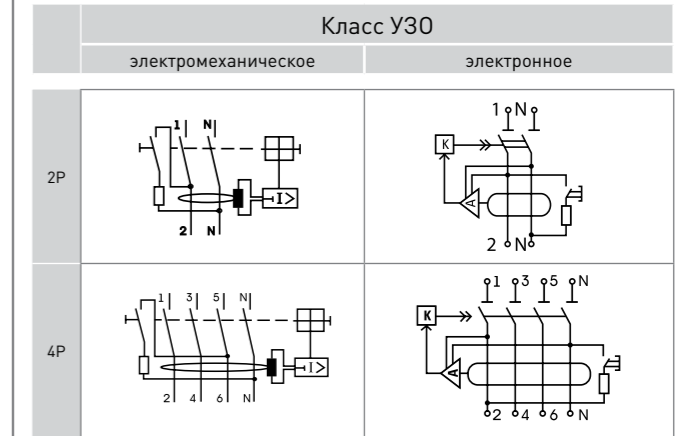 Класс УЗО
электромеханическое электронное
2P
1 N
I>
2 N
1 N
K
A
2 N
4P
1 3 5 N
I>
2 4 6 N
1 3 5 N
K
A
2 4 6 N